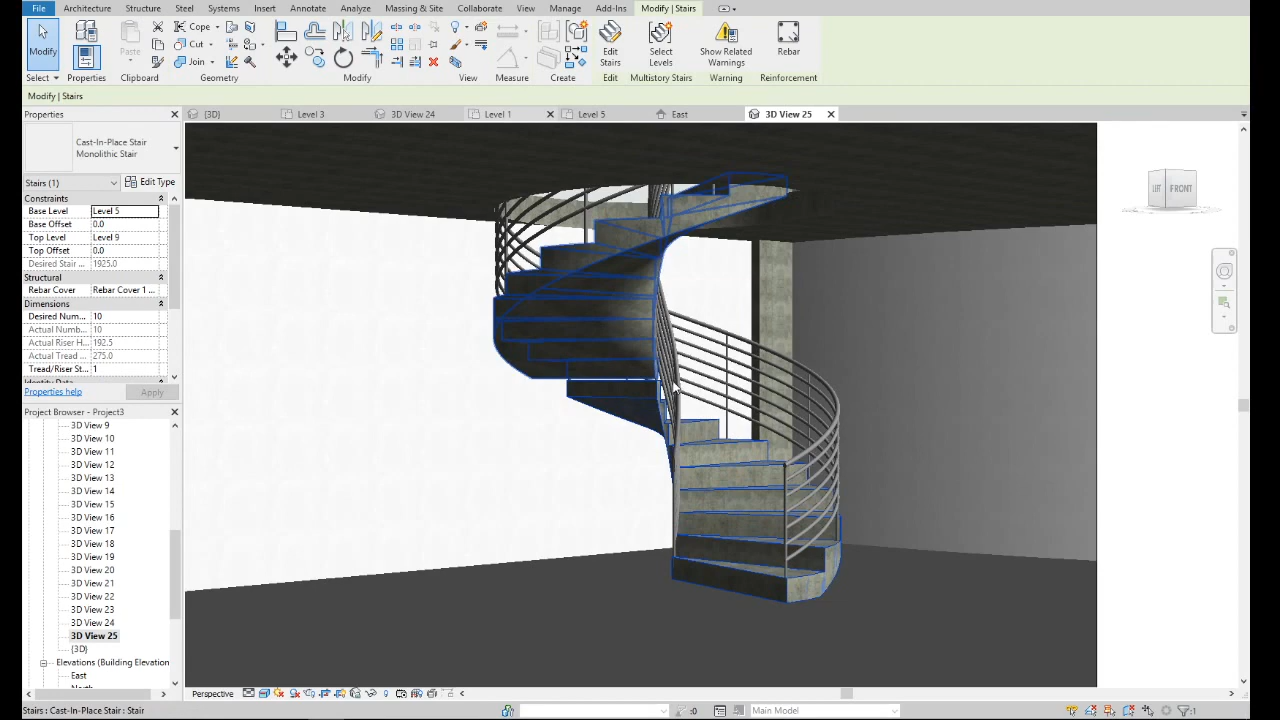 File Architecture Structure Steel Systems Insert Annotate Analyze Massing & Site Collaborate View Manage Add-Ins Modify | Stairs
Modify
Paste
Cope
Cut
Join
Edit Stairs
Select Levels
Show Related Warnings
Rebar
Select Properties Clipboard Geometry Modify View Measure Create Edit Multistory Stairs Warning Reinforcement
Modify | Stairs
Properties
{3D} Level 3 3D View 24 Level 1 Level 5 East 3D View 25
Cast-In-Place Stair
Monolithic Stair
Stairs (1) Edit Type
Constraints
Base Level Level 5
Base Offset 0.0
Top Level Level 9
Top Offset 0.0
Desired Stair ... 1925.0
Structural
Rebar Cover Rebar Cover 1 ...
Dimensions
Desired Num... 10
Actual Numb... 10
Actual Riser H... 192.5
Actual Tread ... 275.0
Tread/Riser St... 1
Identity Data
Properties help Apply
Project Browser - Project3
3D View 9
3D View 10
3D View 11
3D View 12
3D View 13
3D View 14
3D View 15
3D View 16
3D View 17
3D View 18
3D View 19
3D View 20
3D View 21
3D View 22
3D View 23
3D View 24
3D View 25
{3D}
Elevations (Building Elevation
East
North
LEFT FRONT
Perspective
Stairs : Cast-In-Place Stair : Stair
:0
Main Model
:1